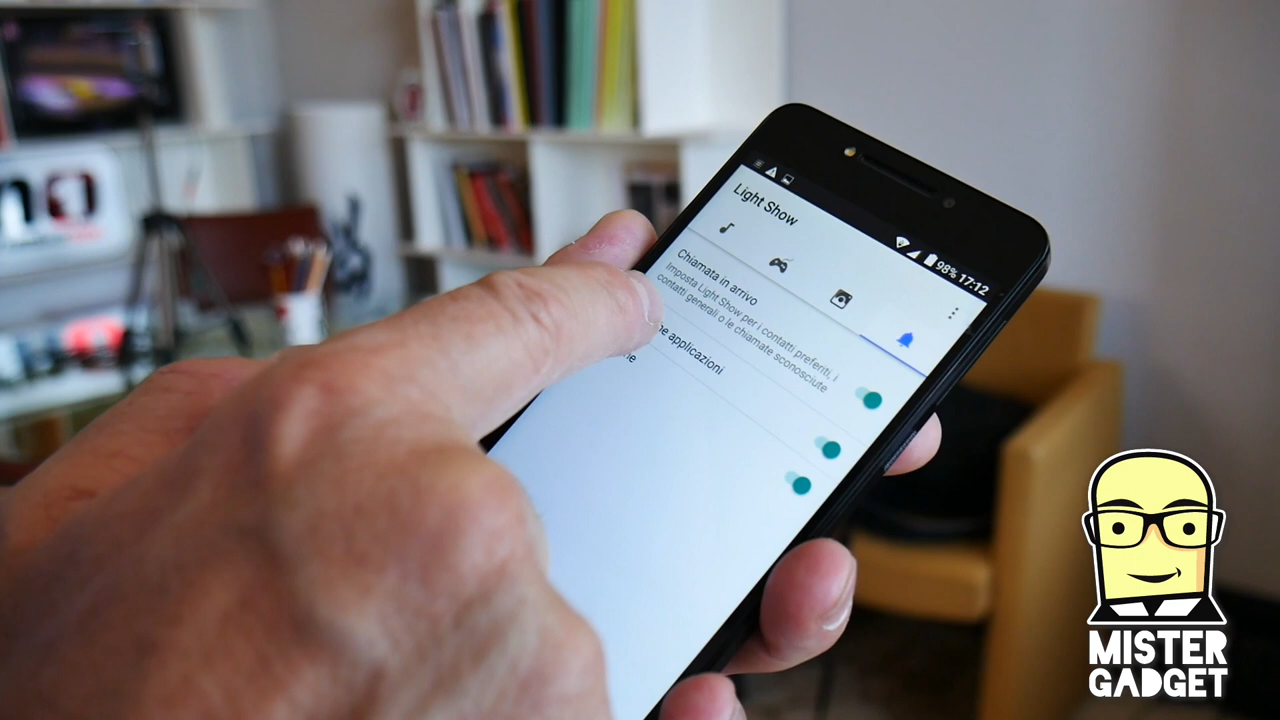 98% 17:12
Light Show
Chiamata in arrivo
Imposta Light Show per i contatti preferiti, i
contatti generali o le chiamate sconosciute
applicazioni
MISTER
GADGET